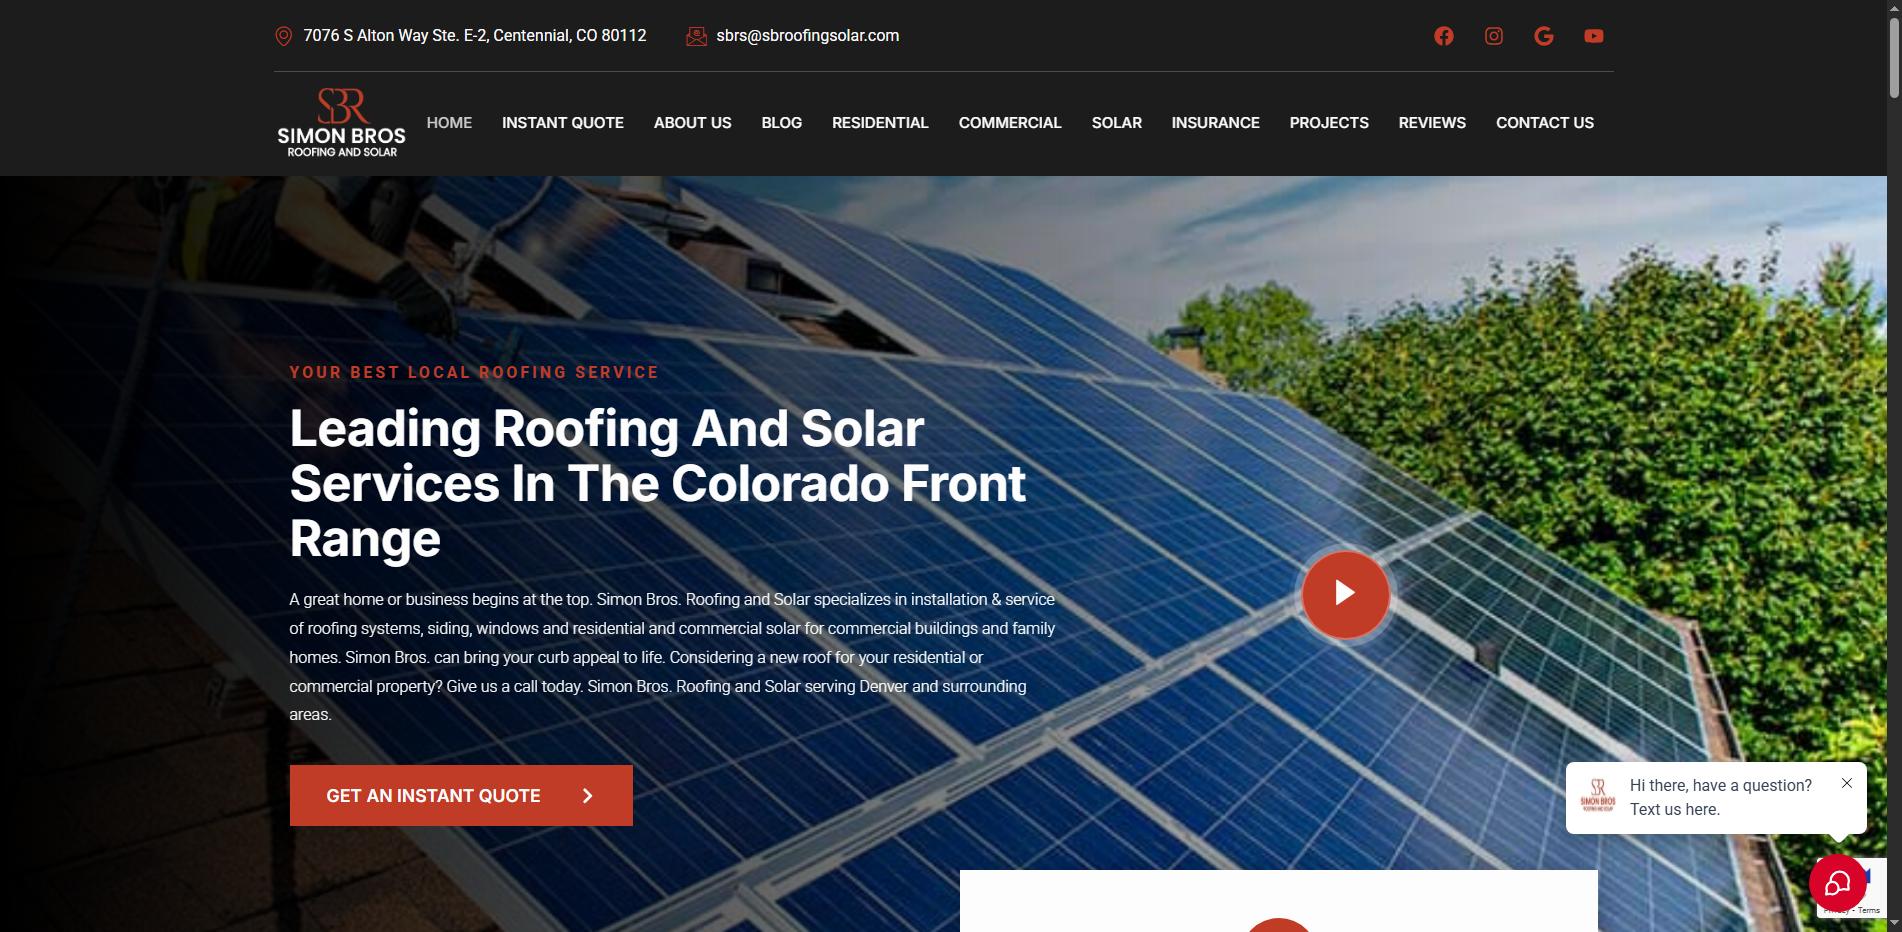 7076 S Alton Way Ste. E-2, Centennial, CO 80112
sbrs@sbroofingsolar.com
SBR
SIMON BROS
ROOFING AND SOLAR
HOME
INSTANT QUOTE
ABOUT US
BLOG
RESIDENTIAL
COMMERCIAL
SOLAR
INSURANCE
PROJECTS
REVIEWS
CONTACT US
YOUR BEST LOCAL ROOFING SERVICE
Leading Roofing And Solar
Services In The Colorado Front
Range
A great home or business begins at the top. Simon Bros. Roofing and Solar specializes in installation & service
of roofing systems, siding, windows and residential and commercial solar for commercial buildings and family
homes. Simon Bros. can bring your curb appeal to life. Considering a new roof for your residential or
commercial property? Give us a call today. Simon Bros. Roofing and Solar serving Denver and surrounding
areas.
GET AN INSTANT QUOTE
SBR
SIMON BROS
ROOFING AND SOLAR
Hi there, have a question?
Text us here.
Privacy - Terms